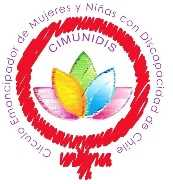 Círculo Emancipador de Mujeres y Niñas con Discapacidad de Chile
CIMUNIDIS